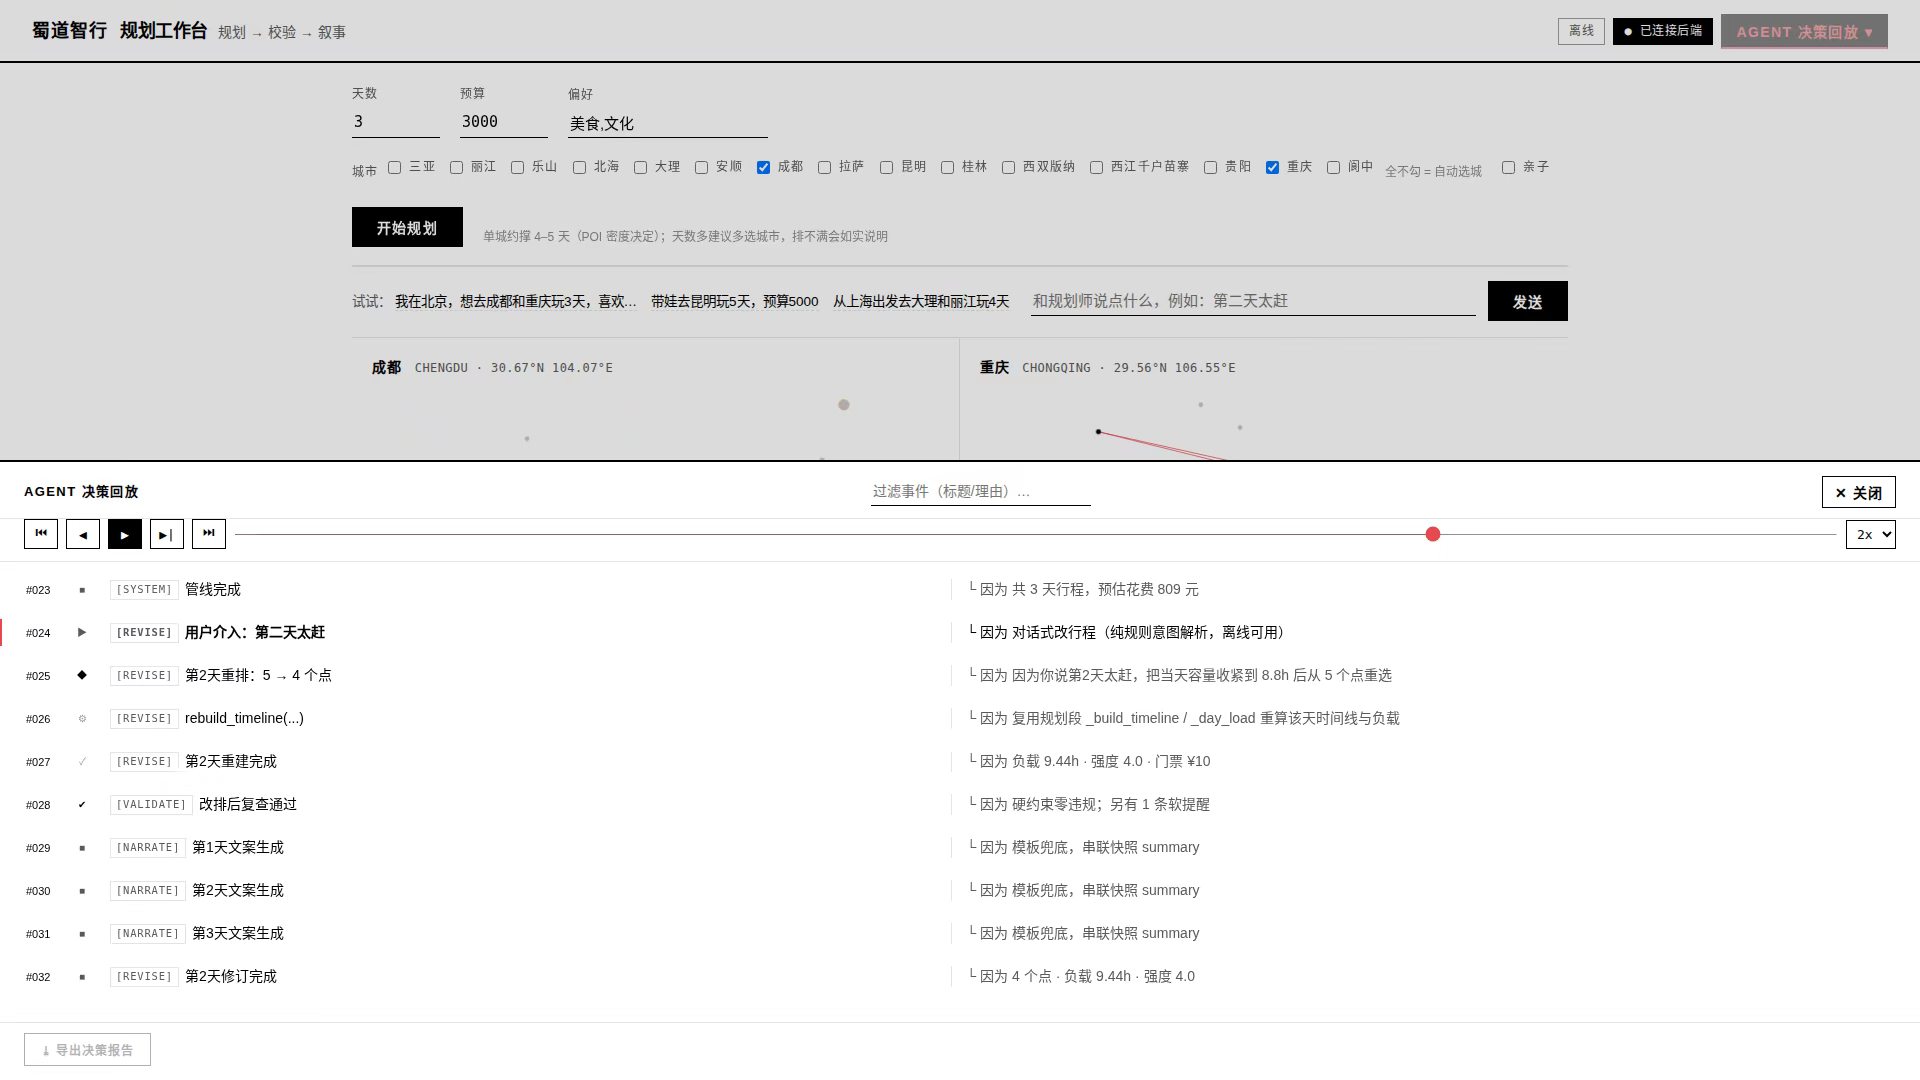 蜀道智行 规划工作台 规划 → 校验 → 叙事 离线 ● 已连接后端 AGENT 决策回放 ▾
天数 预算 偏好
3 3000 美食,文化
城市 三亚 丽江 乐山 北海 大理 安顺 成都 拉萨 昆明 桂林 西双版纳 西江千户苗寨 贵阳 重庆 阆中 全不勾 = 自动选城 亲子
开始规划 单城约撑 4–5 天（POI 密度决定）；天数多建议多选城市，排不满会如实说明
试试： 我在北京，想去成都和重庆玩3天，喜欢… 带娃去昆明玩5天，预算5000 从上海出发去大理和丽江玩4天 和规划师说点什么，例如：第二天太赶 发送
成都 CHENGDU · 30.67°N 104.07°E 重庆 CHONGQING · 29.56°N 106.55°E
AGENT 决策回放 过滤事件（标题/理由）… ✕ 关闭
⏮ ◀ ▶ ▶| ⏭ 2x
#023 ■ [SYSTEM] 管线完成 └ 因为 共 3 天行程，预估花费 809 元
#024 ▶ [REVISE] 用户介入：第二天太赶 └ 因为 对话式改行程（纯规则意图解析，离线可用）
#025 ◆ [REVISE] 第2天重排：5 → 4 个点 └ 因为 因为你说第2天太赶，把当天容量收紧到 8.8h 后从 5 个点重选
#026 ⚙ [REVISE] rebuild_timeline(...) └ 因为 复用规划段 _build_timeline / _day_load 重算该天时间线与负载
#027 ✓ [REVISE] 第2天重建完成 └ 因为 负载 9.44h · 强度 4.0 · 门票 ¥10
#028 ✔ [VALIDATE] 改排后复查通过 └ 因为 硬约束零违规；另有 1 条软提醒
#029 ■ [NARRATE] 第1天文案生成 └ 因为 模板兜底，串联快照 summary
#030 ■ [NARRATE] 第2天文案生成 └ 因为 模板兜底，串联快照 summary
#031 ■ [NARRATE] 第3天文案生成 └ 因为 模板兜底，串联快照 summary
#032 ■ [REVISE] 第2天修订完成 └ 因为 4 个点 · 负载 9.44h · 强度 4.0
⤓ 导出决策报告